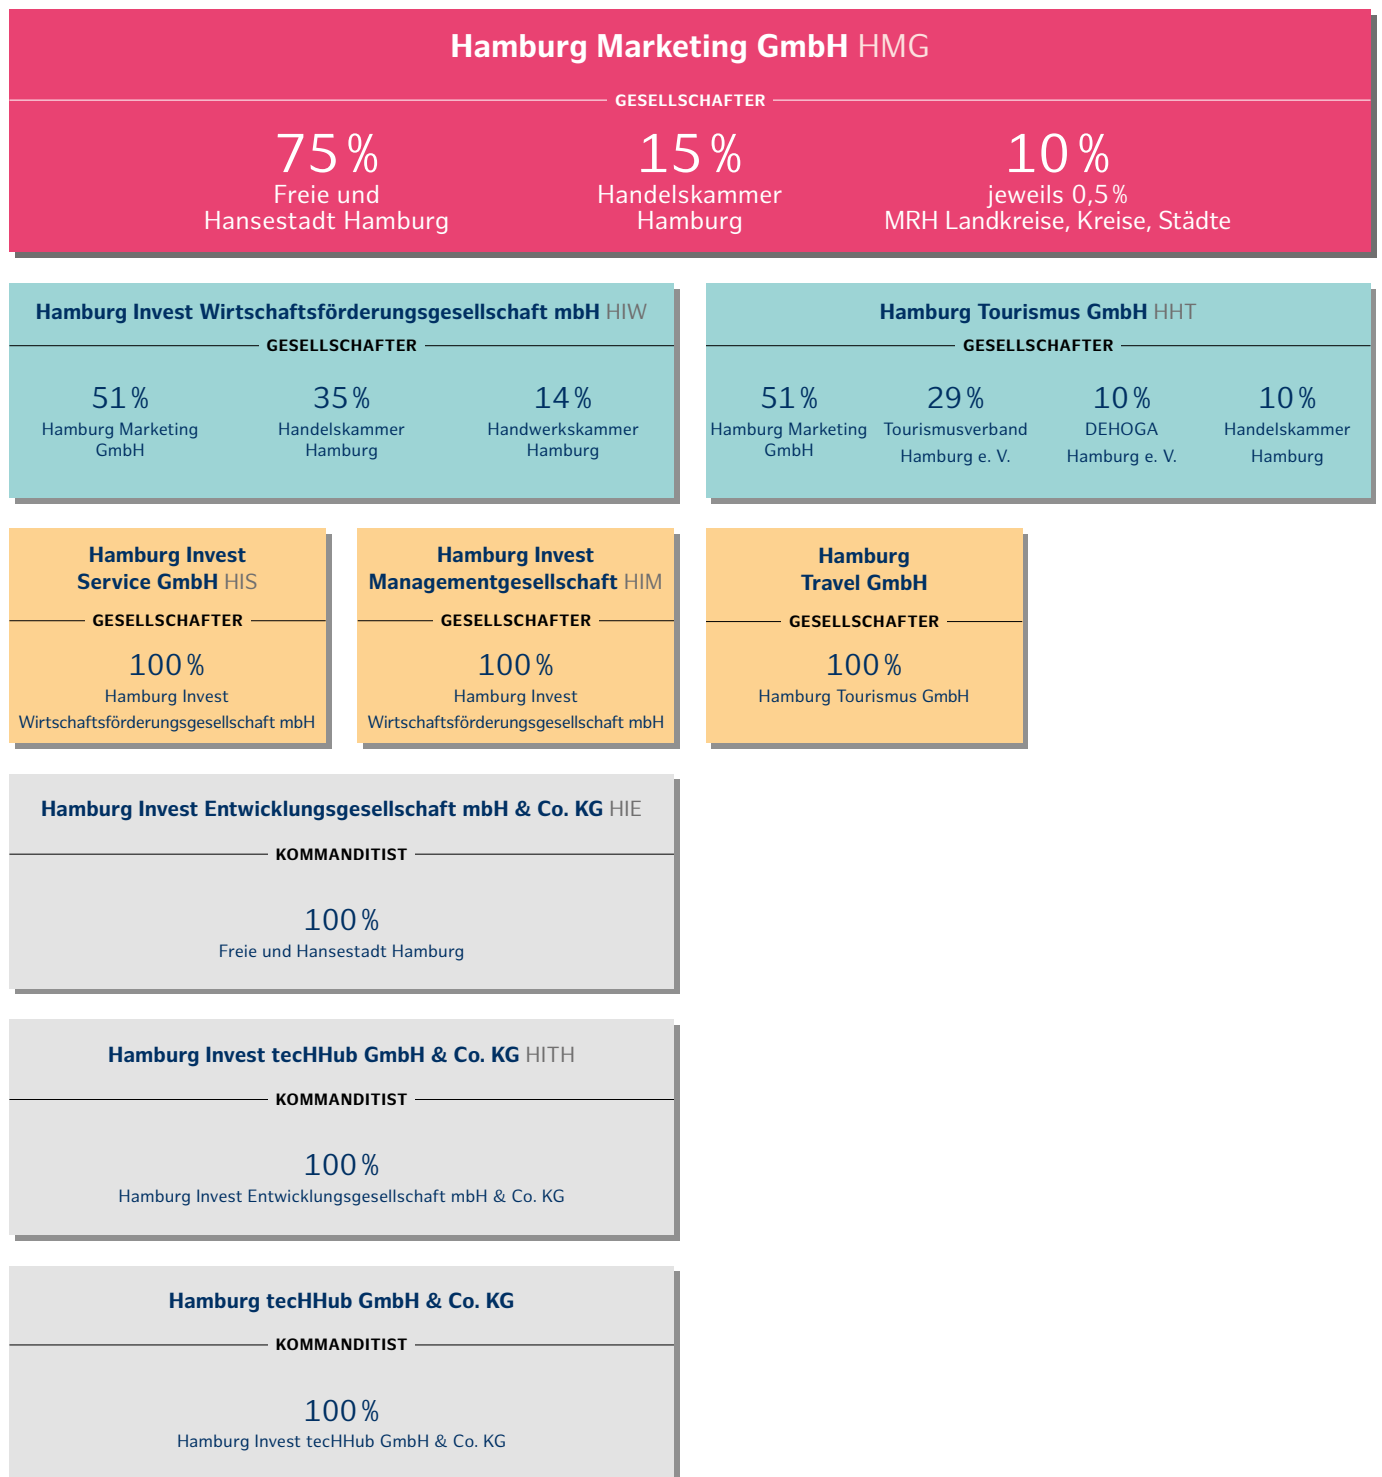 Hamburg Marketing GmbH HMG
GESELLSCHAFTER
75 %
Freie und
Hansestadt Hamburg
15 %
Handelskammer
Hamburg
10 %
jeweils 0,5 %
MRH Landkreise, Kreise, Städte
Hamburg Invest Wirtschaftsförderungsgesellschaft mbH HIW
GESELLSCHAFTER
51 %
Hamburg Marketing
GmbH
35 %
Handelskammer
Hamburg
14 %
Handwerkskammer
Hamburg
Hamburg Tourismus GmbH HHT
GESELLSCHAFTER
51 %
Hamburg Marketing
GmbH
29 %
Tourismusverband
Hamburg e. V.
10 %
DEHOGA
Hamburg e. V.
10 %
Handelskammer
Hamburg
Hamburg Invest
Service GmbH HIS
GESELLSCHAFTER
100 %
Hamburg Invest
Wirtschaftsförderungsgesellschaft mbH
Hamburg Invest
Managementgesellschaft HIM
GESELLSCHAFTER
100 %
Hamburg Invest
Wirtschaftsförderungsgesellschaft mbH
Hamburg
Travel GmbH
GESELLSCHAFTER
100 %
Hamburg Tourismus GmbH
Hamburg Invest Entwicklungsgesellschaft mbH & Co. KG HIE
KOMMANDITIST
100 %
Freie und Hansestadt Hamburg
Hamburg Invest tecHHub GmbH & Co. KG HITH
KOMMANDITIST
100 %
Hamburg Invest Entwicklungsgesellschaft mbH & Co. KG
Hamburg tecHHub GmbH & Co. KG
KOMMANDITIST
100 %
Hamburg Invest tecHHub GmbH & Co. KG